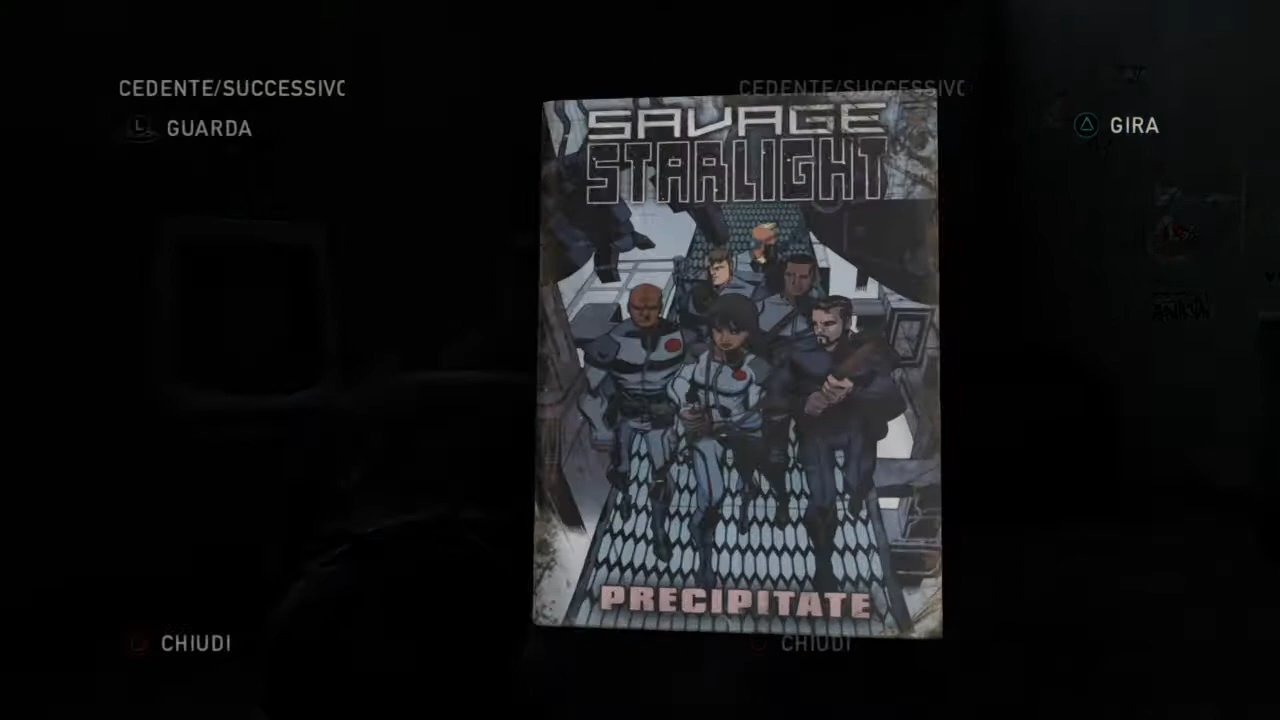 CEDENTE/SUCCESSIVO
CEDENTE/SUCCESSIVO
GUARDA
L
GIRA
SAVAGE
STARLIGHT
PRECIPITATE
CHIUDI
CHIUDI